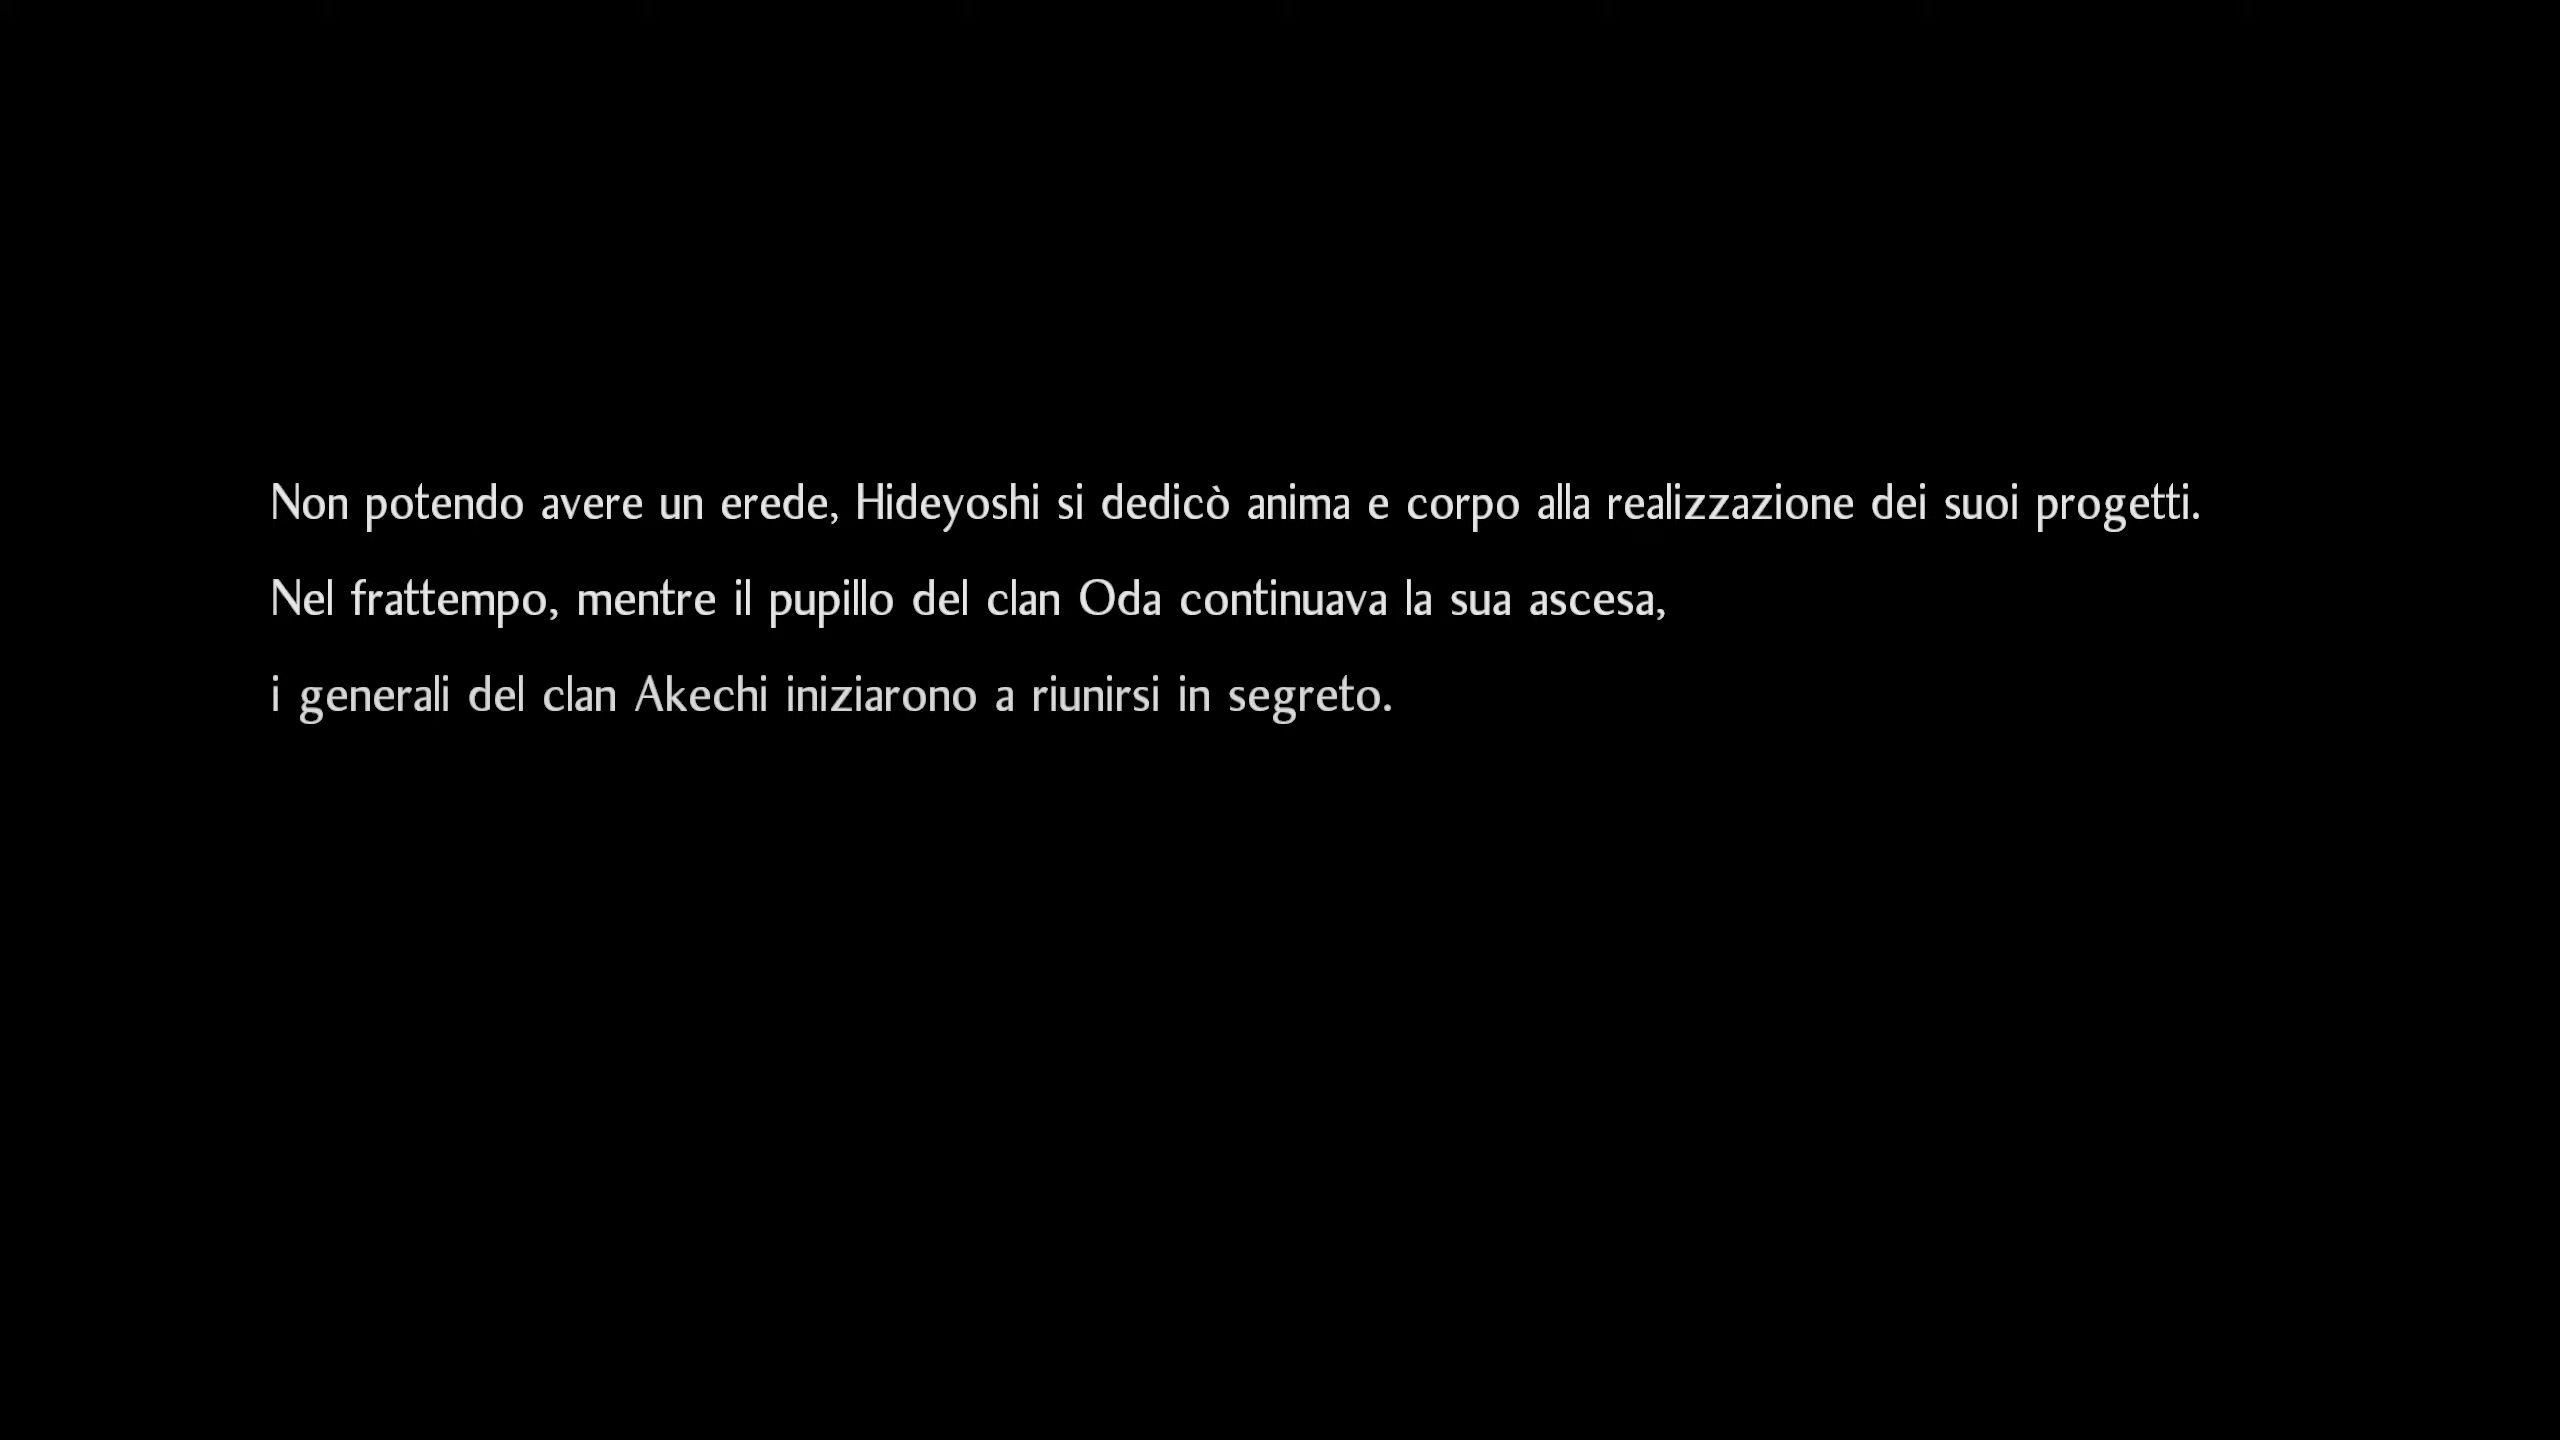 Non potendo avere un erede, Hideyoshi si dedicò anima e corpo alla realizzazione dei suoi progetti.
Nel frattempo, mentre il pupillo del clan Oda continuava la sua ascesa,
i generali del clan Akechi iniziarono a riunirsi in segreto.